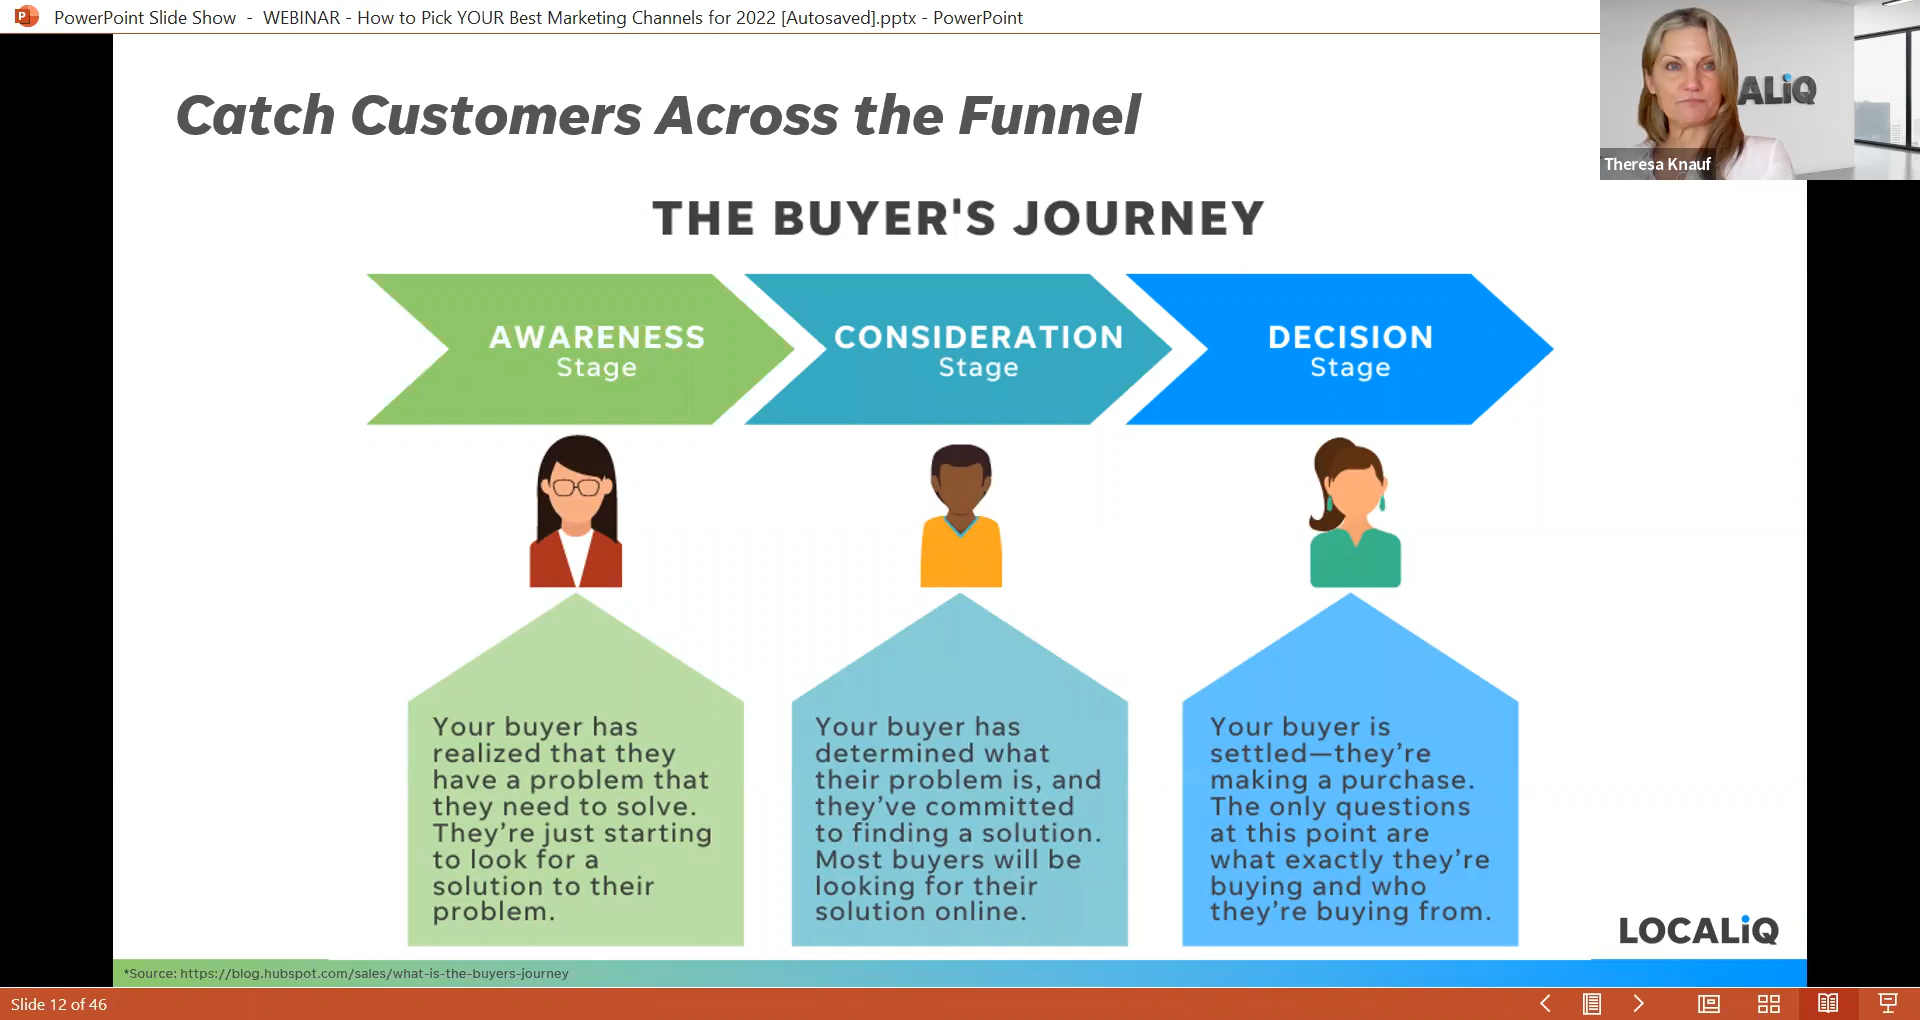 PowerPoint Slide Show - WEBINAR - How to Pick YOUR Best Marketing Channels for 2022 [Autosaved].pptx - PowerPoint
ALiQ
Theresa Knauf
Catch Customers Across the Funnel
THE BUYER'S JOURNEY
AWARENESS
Stage
CONSIDERATION
Stage
DECISION
Stage
Your buyer has
realized that they
have a problem that
they need to solve.
They're just starting
to look for a
solution to their
problem.
Your buyer has
determined what
their problem is, and
they've committed
to finding a solution.
Most buyers will be
looking for their
solution online.
Your buyer is
settled—they're
making a purchase.
The only questions
at this point are
what exactly they're
buying and who
they're buying from.
LOCALiQ
*Source: https://blog.hubspot.com/sales/what-is-the-buyers-journey
Slide 12 of 46